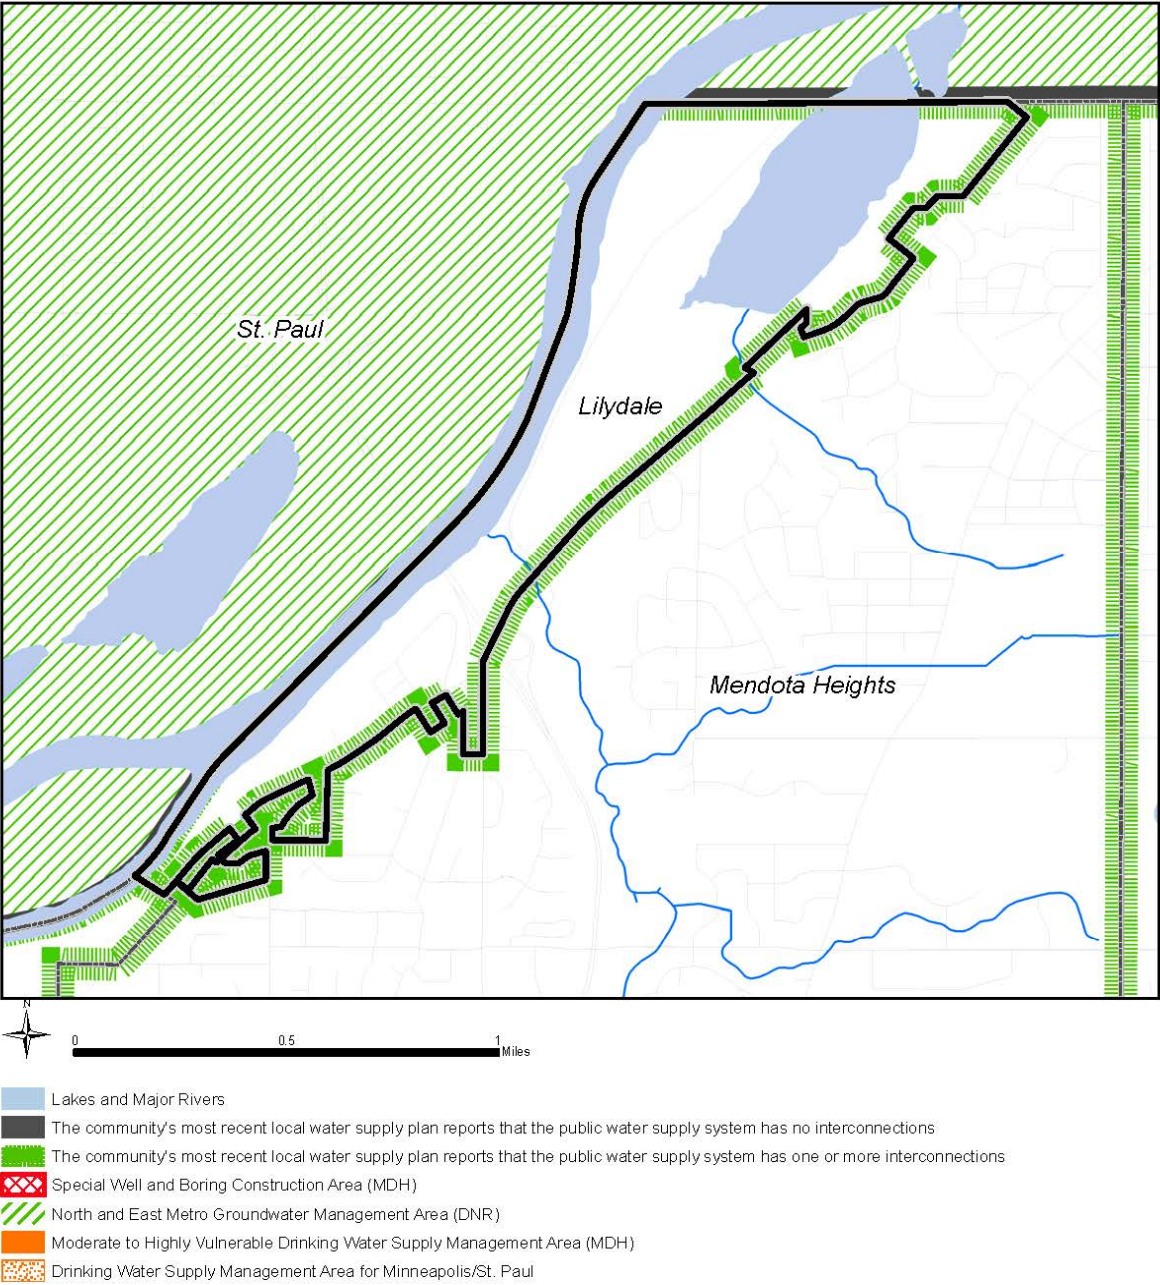 St. Paul
Lilydale
Mendota Heights
N
0 0.5 1
Miles
Lakes and Major Rivers
The community's most recent local water supply plan reports that the public water supply system has no interconnections
The community's most recent local water supply plan reports that the public water supply system has one or more interconnections
Special Well and Boring Construction Area (MDH)
North and East Metro Groundwater Management Area (DNR)
Moderate to Highly Vulnerable Drinking Water Supply Management Area (MDH)
Drinking Water Supply Management Area for Minneapolis/St. Paul